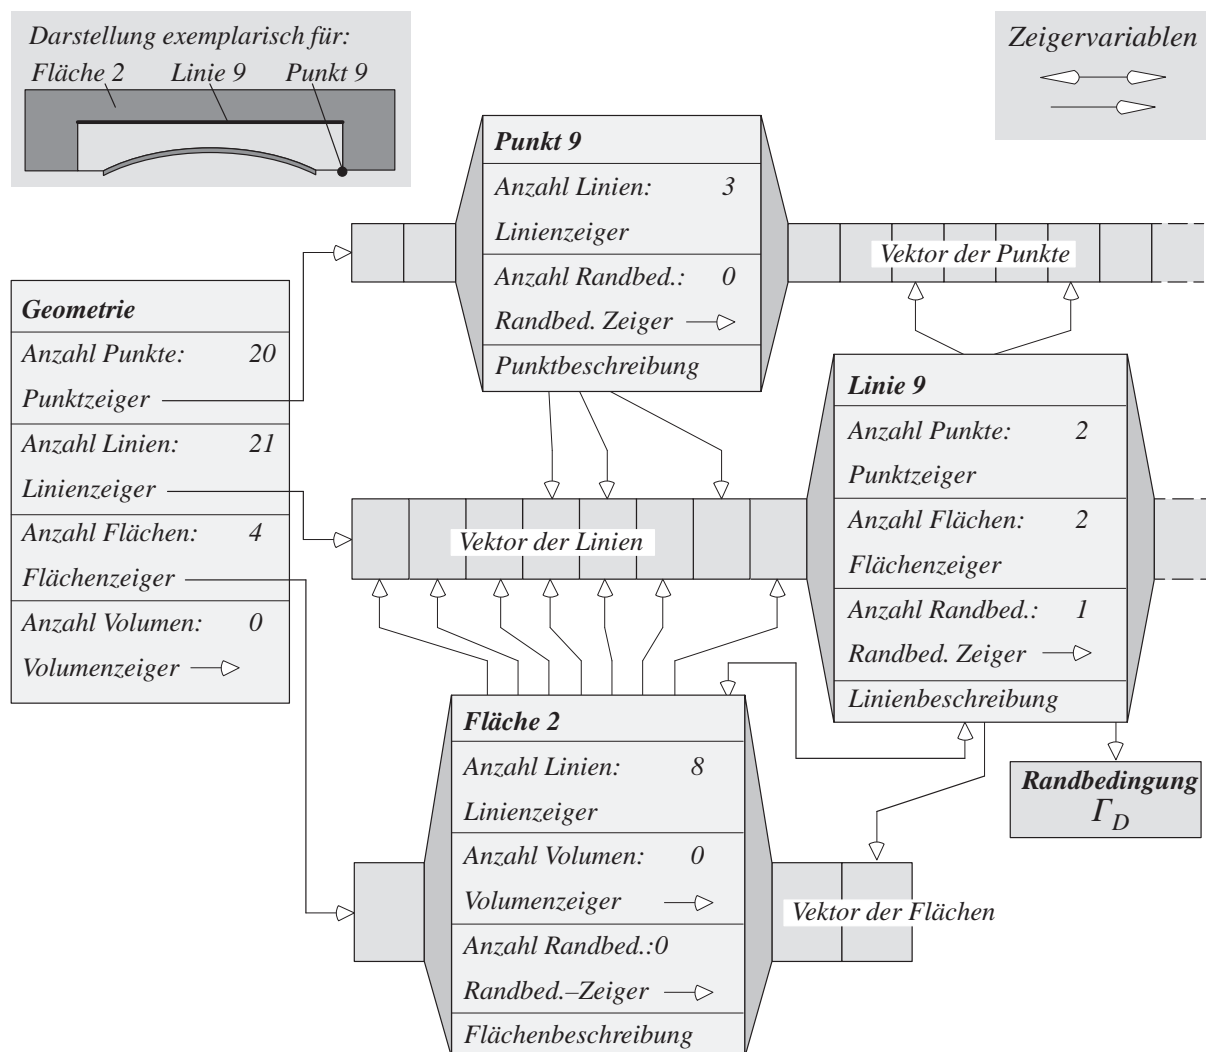 Darstellung exemplarisch für:
Fläche 2 Linie 9 Punkt 9
Zeigervariablen
Punkt 9
Anzahl Linien: 3
Linienzeiger
Anzahl Randbed.: 0
Randbed. Zeiger
Punktbeschreibung
Vektor der Punkte
Geometrie
Anzahl Punkte: 20
Punktzeiger
Anzahl Linien: 21
Linienzeiger
Anzahl Flächen: 4
Flächenzeiger
Anzahl Volumen: 0
Volumenzeiger
Vektor der Linien
Linie 9
Anzahl Punkte: 2
Punktzeiger
Anzahl Flächen: 2
Flächenzeiger
Anzahl Randbed.: 1
Randbed. Zeiger
Linienbeschreibung
Randbedingung
Γ_D
Fläche 2
Anzahl Linien: 8
Linienzeiger
Anzahl Volumen: 0
Volumenzeiger
Anzahl Randbed.:0
Randbed.–Zeiger
Flächenbeschreibung
Vektor der Flächen